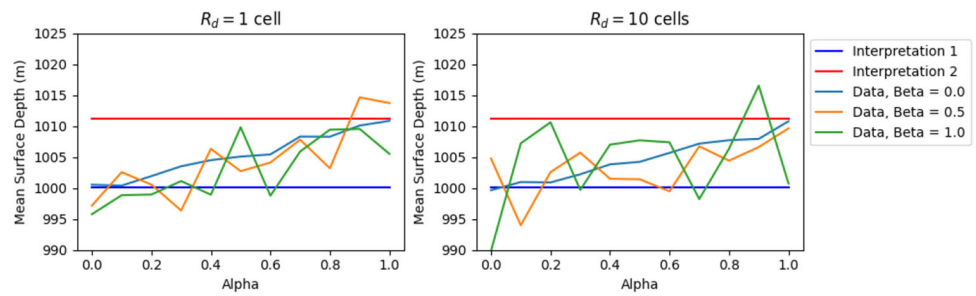 R_d = 1 cell
1025
1020
1015
1010
1005
1000
995
990
Mean Surface Depth (m)
0.0 0.2 0.4 0.6 0.8 1.0
Alpha
R_d = 10 cells
1025
1020
1015
1010
1005
1000
995
990
Mean Surface Depth (m)
0.0 0.2 0.4 0.6 0.8 1.0
Alpha
Interpretation 1
Interpretation 2
Data, Beta = 0.0
Data, Beta = 0.5
Data, Beta = 1.0